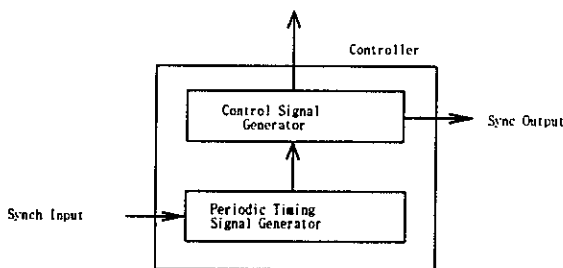 Controller
Control Signal
Generator
Sync Output
Periodic Timing
Signal Generator
Synch Input